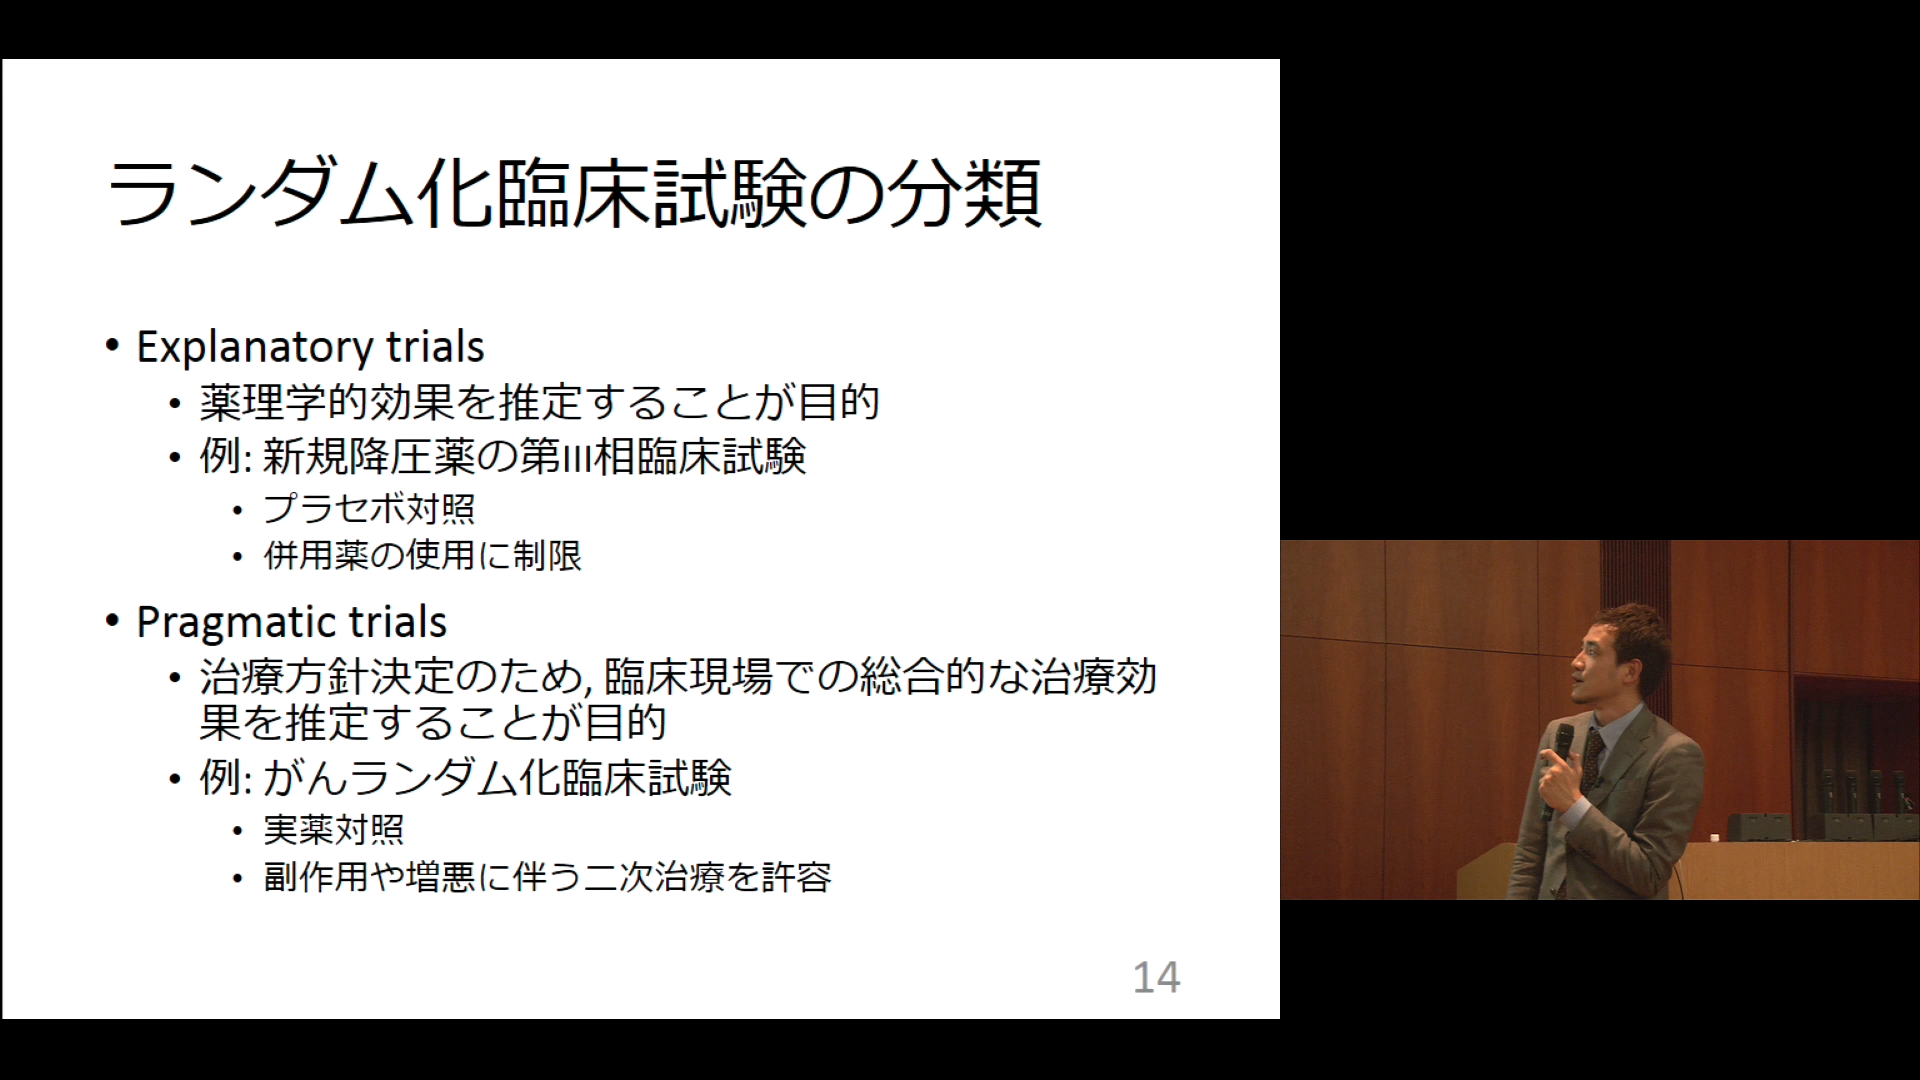 ランダム化臨床試験の分類
• Explanatory trials
• 薬理学的効果を推定することが目的
• 例: 新規降圧薬の第III相臨床試験
• プラセボ対照
• 併用薬の使用に制限
• Pragmatic trials
• 治療方針決定のため, 臨床現場での総合的な治療効
果を推定することが目的
• 例: がんランダム化臨床試験
• 実薬対照
• 副作用や増悪に伴う二次治療を許容
14